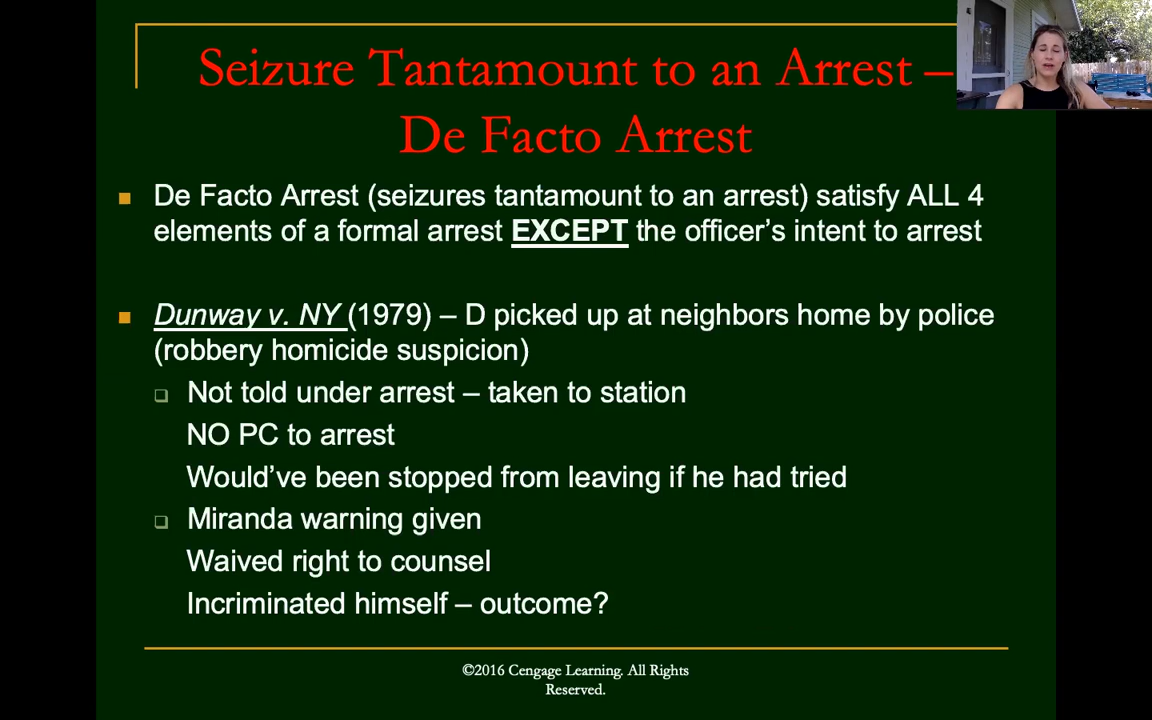 Seizure Tantamount to an Arrest –
De Facto Arrest
De Facto Arrest (seizures tantamount to an arrest) satisfy ALL 4
elements of a formal arrest EXCEPT the officer’s intent to arrest
Dunway v. NY (1979) – D picked up at neighbors home by police
(robbery homicide suspicion)
Not told under arrest – taken to station
NO PC to arrest
Would’ve been stopped from leaving if he had tried
Miranda warning given
Waived right to counsel
Incriminated himself – outcome?
©2016 Cengage Learning. All Rights
Reserved.